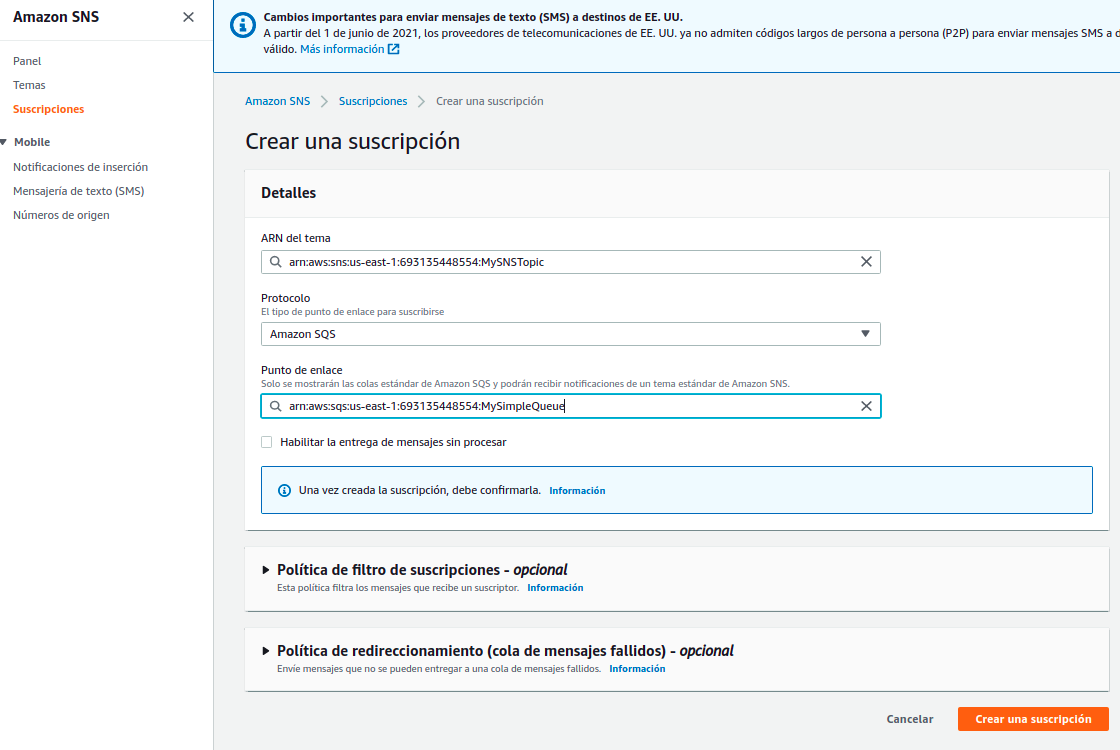 Amazon SNS
Panel
Temas
Suscripciones
Mobile
Notificaciones de inserción
Mensajería de texto (SMS)
Números de origen
Cambios importantes para enviar mensajes de texto (SMS) a destinos de EE. UU.
A partir del 1 de junio de 2021, los proveedores de telecomunicaciones de EE. UU. ya no admiten códigos largos de persona a persona (P2P) para enviar mensajes SMS a d
válido. Más información
Amazon SNS > Suscripciones > Crear una suscripción
Crear una suscripción
Detalles
ARN del tema
arn:aws:sns:us-east-1:693135448554:MySNSTopic
Protocolo
El tipo de punto de enlace para suscribirse
Amazon SQS
Punto de enlace
Solo se mostrarán las colas estándar de Amazon SQS y podrán recibir notificaciones de un tema estándar de Amazon SNS.
arn:aws:sqs:us-east-1:693135448554:MySimpleQueue
Habilitar la entrega de mensajes sin procesar
Una vez creada la suscripción, debe confirmarla. Información
Política de filtro de suscripciones - opcional
Esta política filtra los mensajes que recibe un suscriptor. Información
Política de redireccionamiento (cola de mensajes fallidos) - opcional
Envíe mensajes que no se pueden entregar a una cola de mensajes fallidos. Información
Cancelar
Crear una suscripción